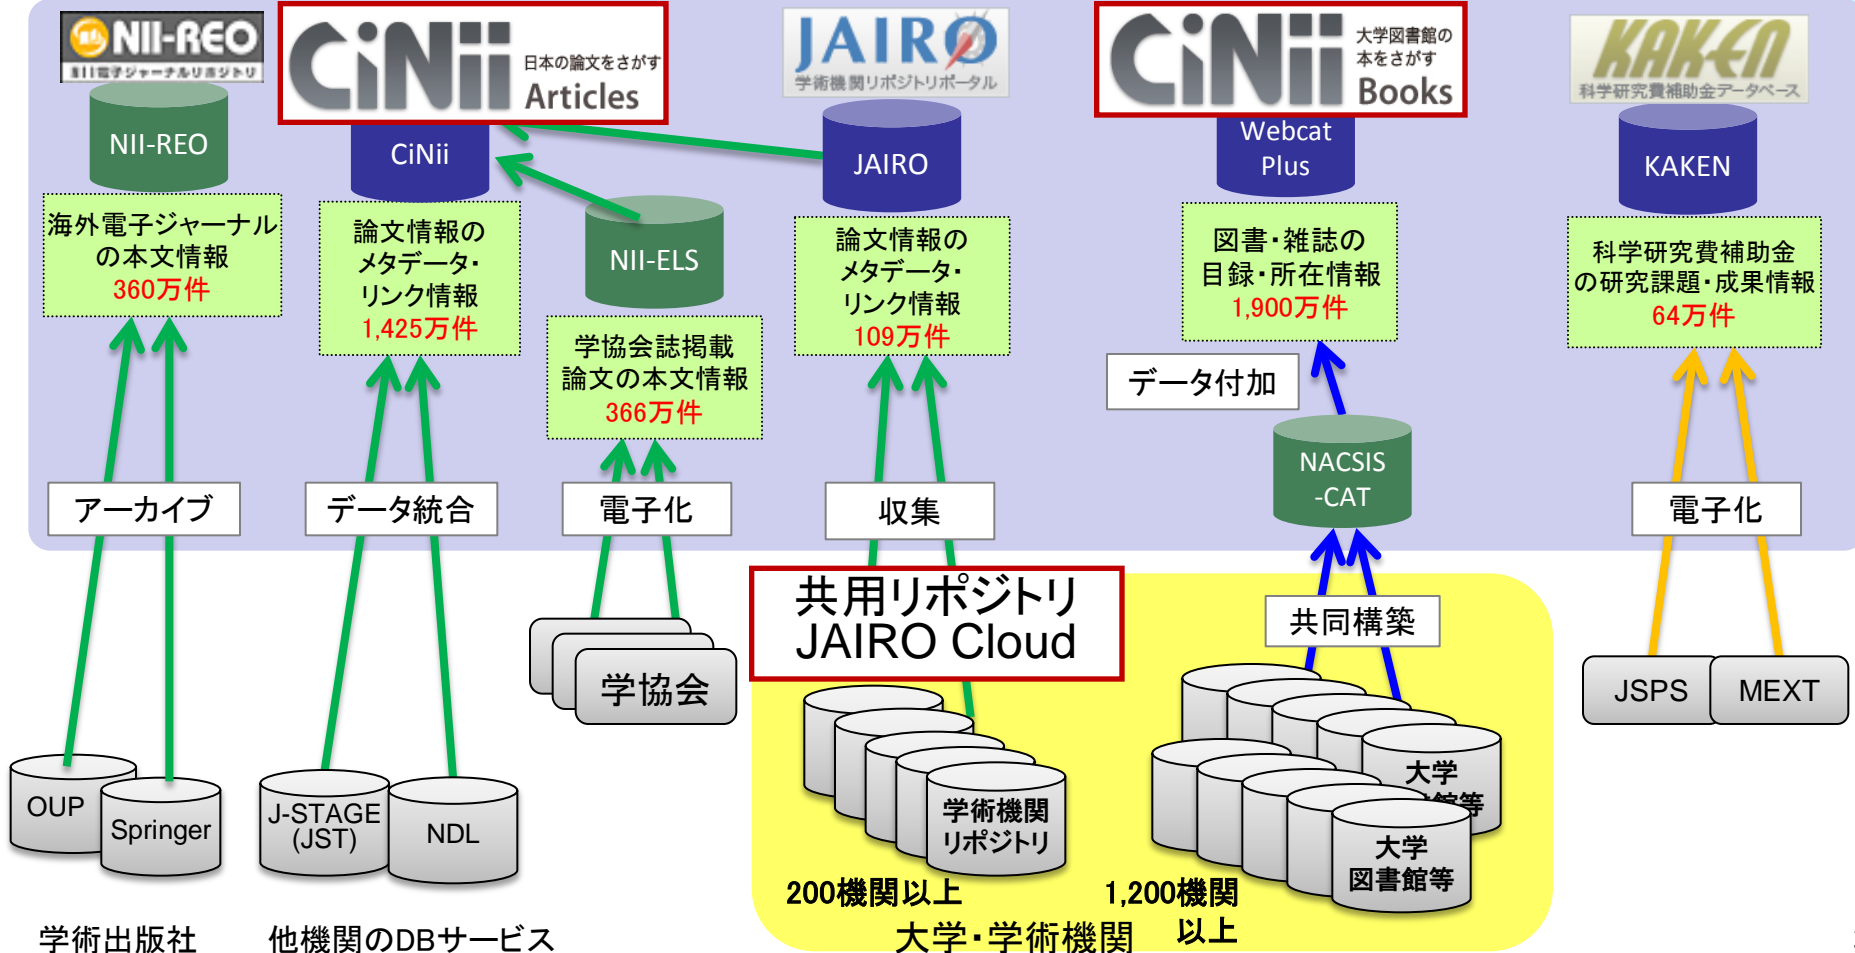 NII-REO
NII電子ジャーナルリポジトリ
CiNii
日本の論文をさがす
Articles
JAIRO
学術機関リポジトリポータル
CiNii
大学図書館の
本をさがす
Books
KAKEN
科学研究費補助金データベース
NII-REO
CiNii
JAIRO
Webcat
Plus
KAKEN
海外電子ジャーナル
の本文情報
360万件
論文情報の
メタデータ・
リンク情報
1,425万件
NII-ELS
論文情報の
メタデータ・
リンク情報
109万件
図書・雑誌の
目録・所在情報
1,900万件
科学研究費補助金
の研究課題・成果情報
64万件
学協会誌掲載
論文の本文情報
366万件
データ付加
NACSIS
-CAT
アーカイブ
データ統合
電子化
収集
電子化
共用リポジトリ
JAIRO Cloud
共同構築
学協会
JSPS
MEXT
OUP
Springer
J-STAGE
(JST)
NDL
学術機関
リポジトリ
大学
館等
大学
図書館等
200機関以上
1,200機関
以上
学術出版社
他機関のDBサービス
大学・学術機関